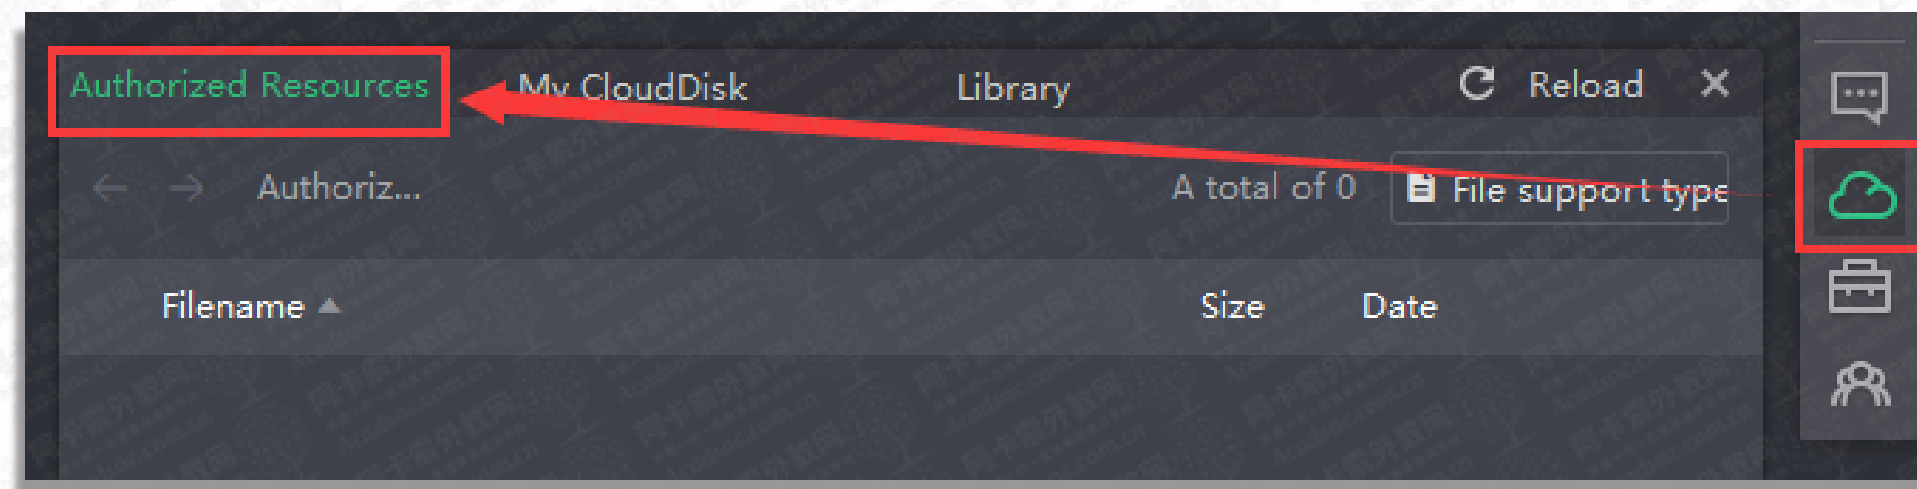 Authorized Resources
My CloudDisk
Library
Reload
Authoriz...
A total of 0
File support type
Filename
Size
Date